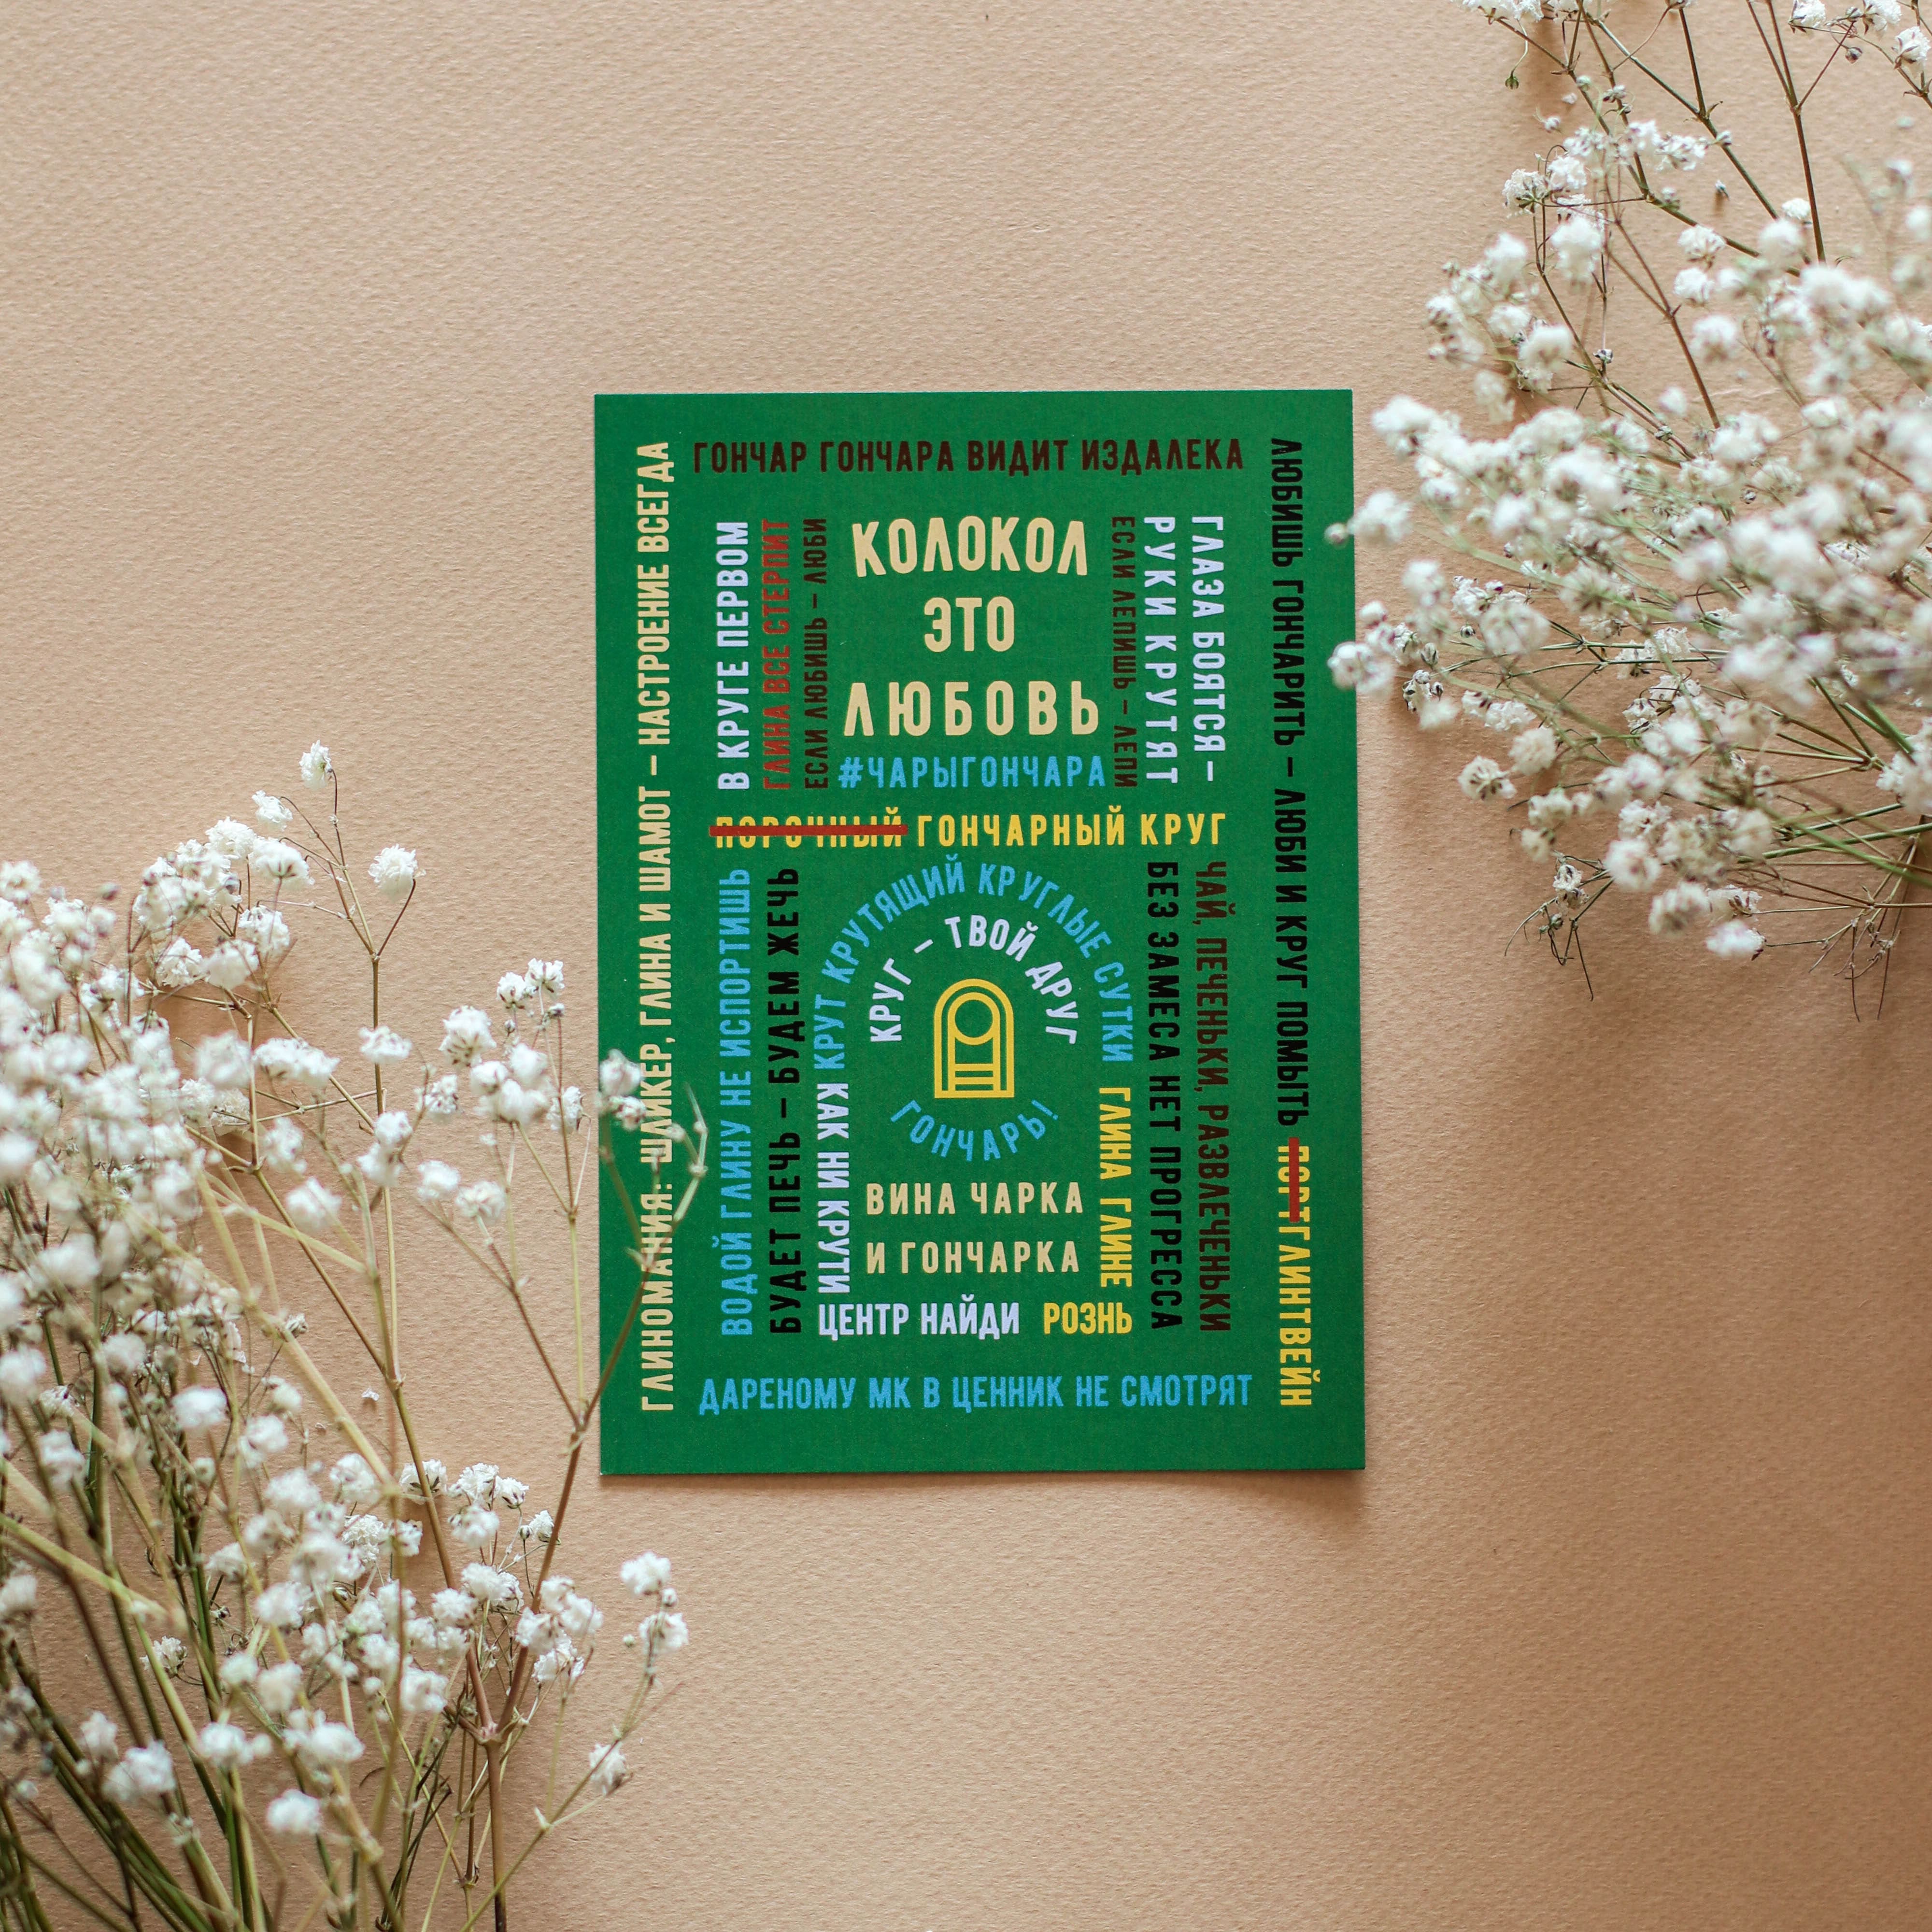 ГОНЧАР ГОНЧАРА ВИДИТ ИЗДАЛЕКА
ГЛИНОМАНИЯ: ШЛИКЕР, ГЛИНА И ШАМОТ – НАСТРОЕНИЕ ВСЕГДА
В КРУГЕ ПЕРВОМ
ГЛИНА ВСЕ СТЕРПИТ
ЕСЛИ ЛЮБИШЬ – ЛЮБИ
КОЛОКОЛ
ЭТО
ЛЮБОВЬ
#ЧАРЫГОНЧАРА
ЕСЛИ ЛЕПИШЬ – ЛЕПИ
ГЛАЗА БОЯТСЯ –
РУКИ КРУТЯТ
ЛЮБИШЬ ГОНЧАРИТЬ – ЛЮБИ И КРУГ ПОМЫТЬ
ПОРОЧНЫЙ ГОНЧАРНЫЙ КРУГ
ВОДОЙ ГЛИНУ НЕ ИСПОРТИШЬ
БУДЕТ ПЕЧЬ – БУДЕМ ЖЕЧЬ
КРУТ КРУТЯЩИЙ КРУГЛЫЕ СУТКИ
КРУГ – ТВОЙ ДРУГ
ГОНЧАРЬ!
КАК НИ КРУТИ
ЦЕНТР НАЙДИ
ВИНА ЧАРКА
И ГОНЧАРКА
ГЛИНА ГЛИНЕ
РОЗНЬ
БЕЗ ЗАМЕСА НЕТ ПРОГРЕССА
ЧАЙ, ПЕЧЕНЬКИ, РАЗВЛЕЧЕНЬКИ
ПОРТГЛИНТВЕЙН
ДАРЕНОМУ МК В ЦЕННИК НЕ СМОТРЯТ